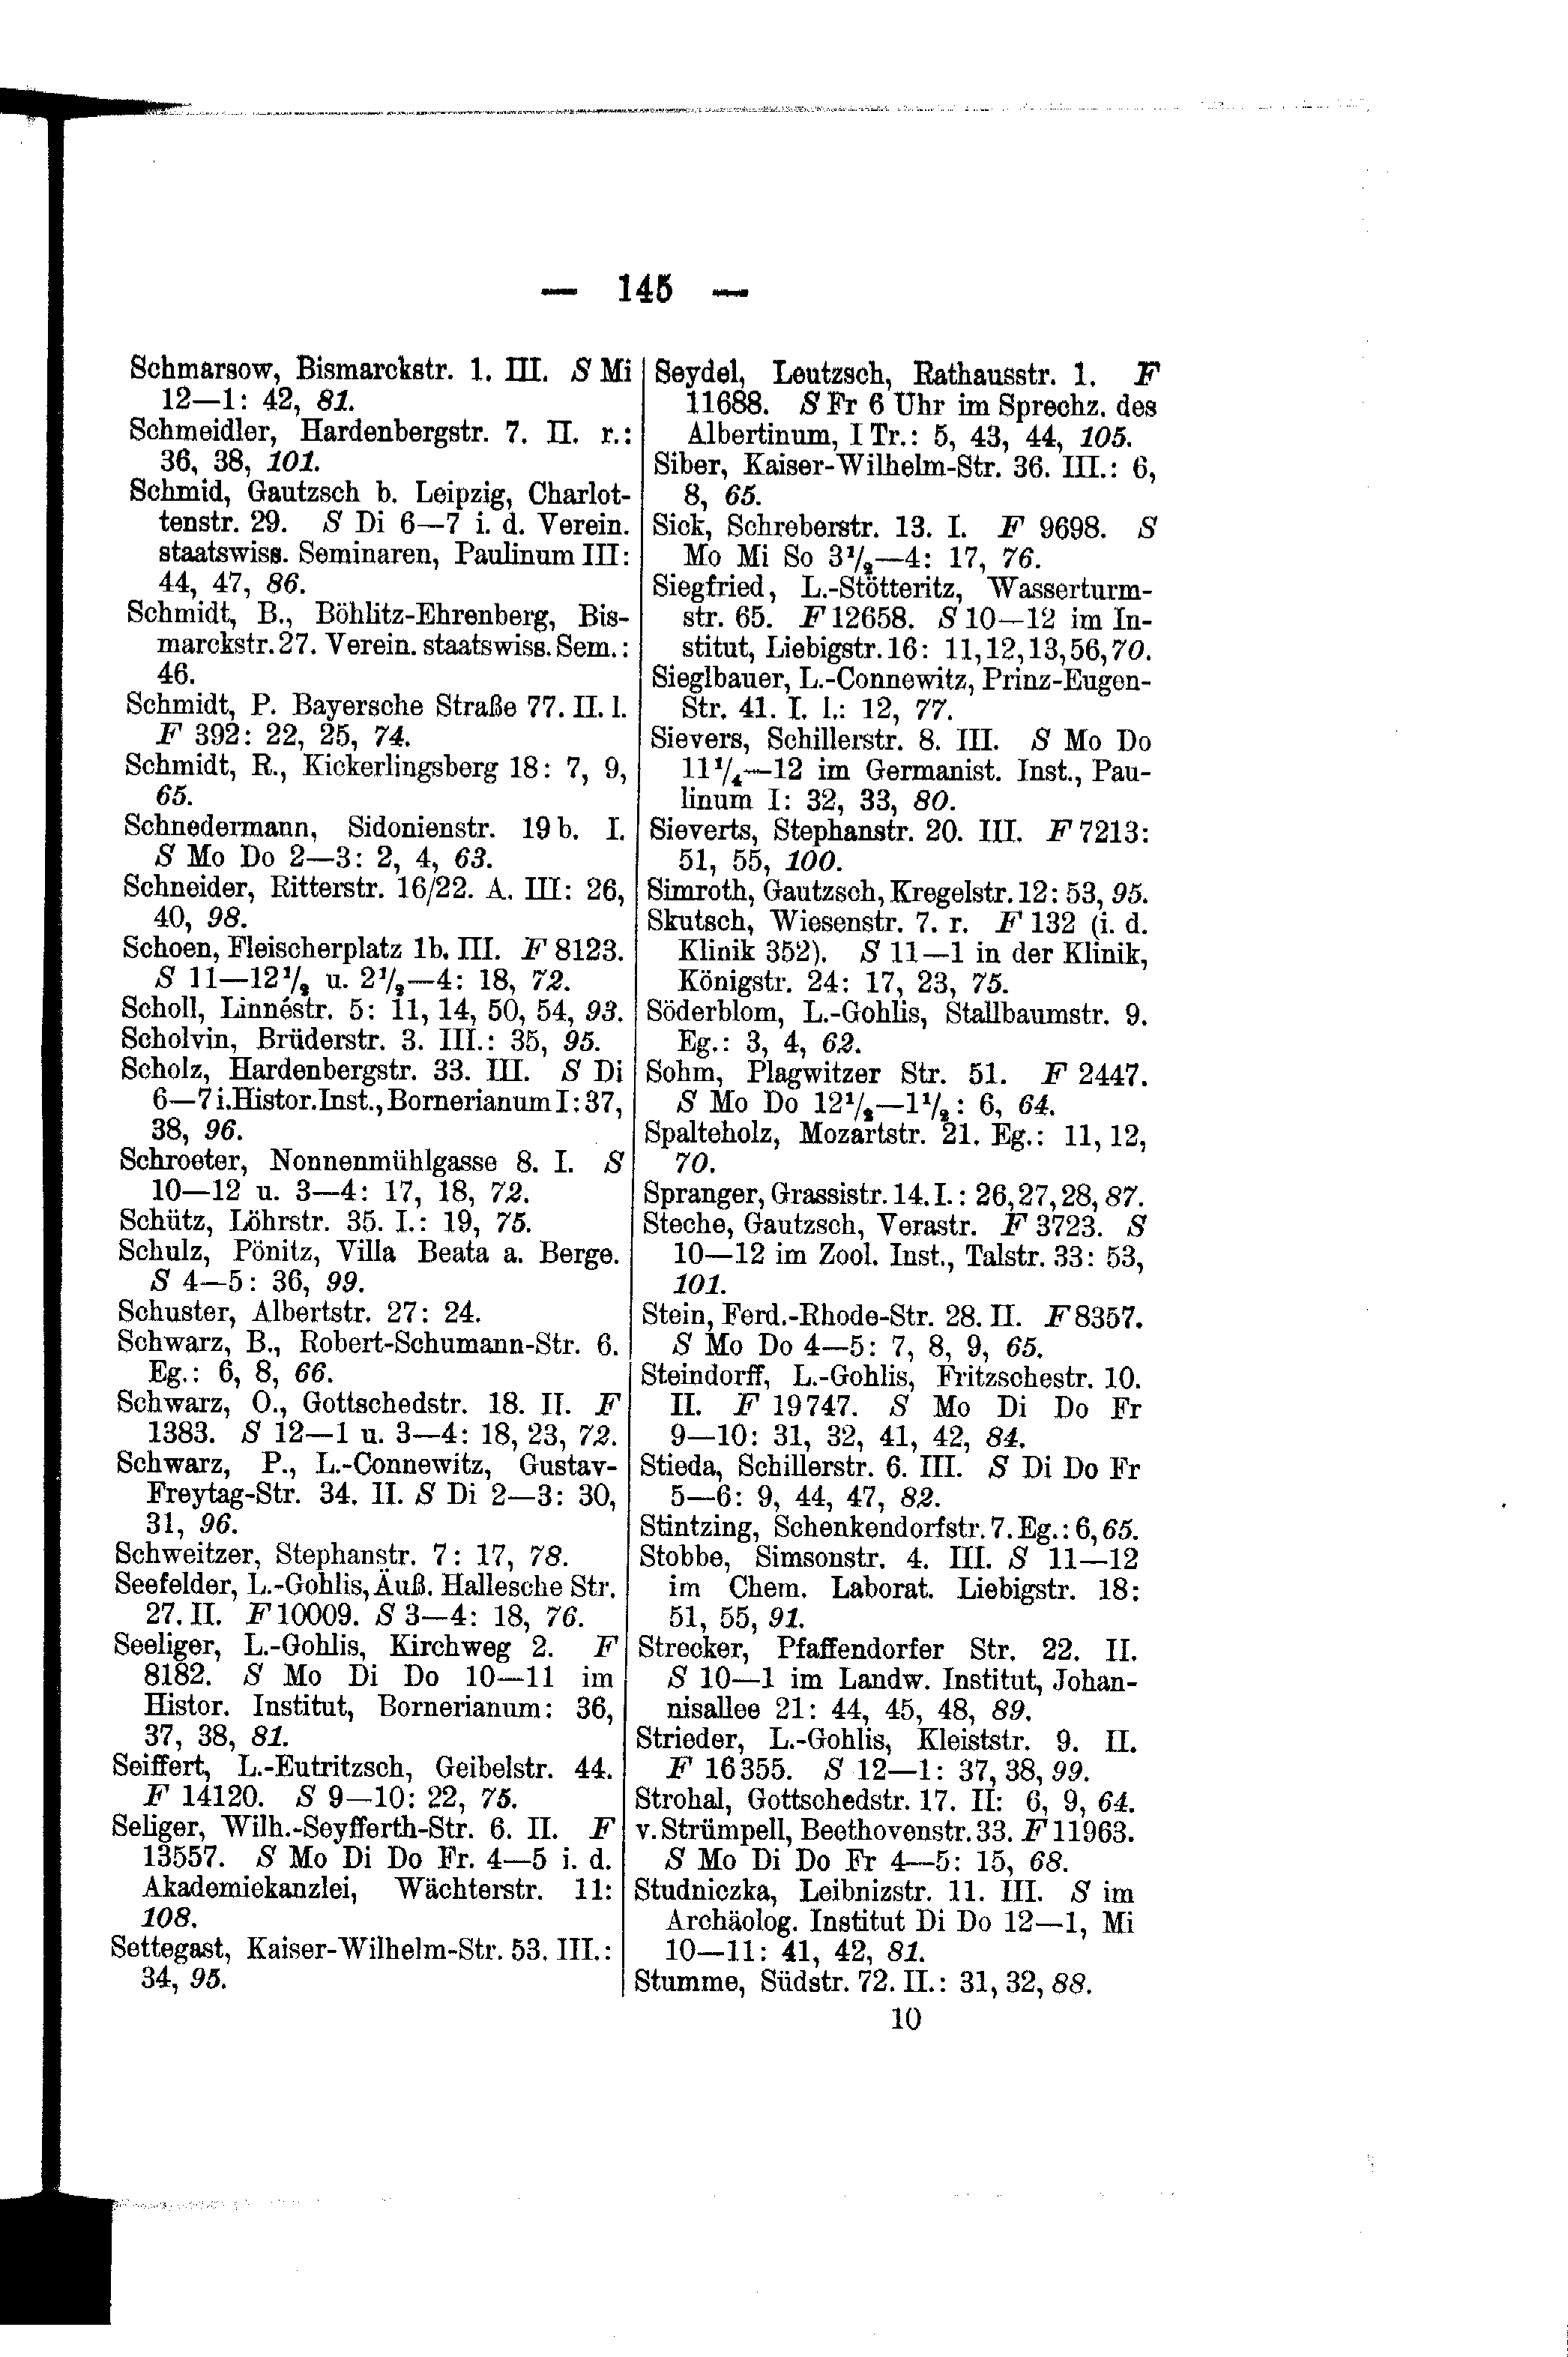 — 145 —
Schmarsow, Bismarckstr. 1. III. S Mi
12—1: 42, 81.
Schmeidler, Hardenbergstr. 7. II. r.:
36, 38, 101.
Schmid, Gautzsch b. Leipzig, Charlot-
tenstr. 29. S Di 6—7 i. d. Verein.
staatswiss. Seminaren, Paulinum III:
44, 47, 86.
Schmidt, B., Böhlitz-Ehrenberg, Bis-
marckstr. 27. Verein. staatswiss. Sem.:
46.
Schmidt, P. Bayersche Straße 77. II. l.
F 392: 22, 25, 74.
Schmidt, R., Kickerlingsberg 18: 7, 9,
65.
Schnedermann, Sidonienstr. 19 b. I.
S Mo Do 2—3: 2, 4, 63.
Schneider, Ritterstr. 16/22. A. III: 26,
40, 98.
Schoen, Fleischerplatz 1b. III. F 8123.
S 11—12¹/₂ u. 2¹/₂—4: 18, 72.
Scholl, Linnéstr. 5: 11, 14, 50, 54, 93.
Scholvin, Brüderstr. 3. III.: 35, 95.
Scholz, Hardenbergstr. 33. III. S Di
6—7 i. Histor. Inst., Bornerianum I: 37,
38, 96.
Schroeter, Nonnenmühlgasse 8. I. S
10—12 u. 3—4: 17, 18, 72.
Schütz, Löhrstr. 35. I.: 19, 75.
Schulz, Pönitz, Villa Beata a. Berge.
S 4—5: 36, 99.
Schuster, Albertstr. 27: 24.
Schwarz, B., Robert-Schumann-Str. 6.
Eg.: 6, 8, 66.
Schwarz, O., Gottschedstr. 18. II. F
1383. S 12—1 u. 3—4: 18, 23, 72.
Schwarz, P., L.-Connewitz, Gustav-
Freytag-Str. 34. II. S Di 2—3: 30,
31, 96.
Schweitzer, Stephanstr. 7: 17, 78.
Seefelder, L.-Gohlis, Äuß. Hallesche Str.
27. II. F 10009. S 3—4: 18, 76.
Seeliger, L.-Gohlis, Kirchweg 2. F
8182. S Mo Di Do 10—11 im
Histor. Institut, Bornerianum: 36,
37, 38, 81.
Seiffert, L.-Eutritzsch, Geibelstr. 44.
F 14120. S 9—10: 22, 75.
Seliger, Wilh.-Seyfferth-Str. 6. II. F
13557. S Mo Di Do Fr. 4—5 i. d.
Akademiekanzlei, Wächterstr. 11:
108.
Settegast, Kaiser-Wilhelm-Str. 53. III.:
34, 95.
Seydel, Leutzsch, Rathausstr. 1. F
11688. S Fr 6 Uhr im Sprechz. des
Albertinum, I Tr.: 5, 43, 44, 105.
Siber, Kaiser-Wilhelm-Str. 36. III.: 6,
8, 65.
Sick, Schreberstr. 13. I. F 9698. S
Mo Mi So 3¹/₂—4: 17, 76.
Siegfried, L.-Stötteritz, Wasserturm-
str. 65. F 12658. S 10—12 im In-
stitut, Liebigstr. 16: 11, 12, 13, 56, 70.
Sieglbauer, L.-Connewitz, Prinz-Eugen-
Str. 41. I. l.: 12, 77.
Sievers, Schillerstr. 8. III. S Mo Do
11¹/₄—12 im Germanist. Inst., Pau-
linum I: 32, 33, 80.
Sieverts, Stephanstr. 20. III. F 7213:
51, 55, 100.
Simroth, Gautzsch, Kregelstr. 12: 53, 95.
Skutsch, Wiesenstr. 7. r. F 132 (i. d.
Klinik 352). S 11—1 in der Klinik,
Königstr. 24: 17, 23, 75.
Söderblom, L.-Gohlis, Stallbaumstr. 9.
Eg.: 3, 4, 62.
Sohm, Plagwitzer Str. 51. F 2447.
S Mo Do 12¹/₂—1¹/₂: 6, 64.
Spalteholz, Mozartstr. 21. Eg.: 11, 12,
70.
Spranger, Grassistr. 14. I.: 26, 27, 28, 87.
Steche, Gautzsch, Verastr. F 3723. S
10—12 im Zool. Inst., Talstr. 33: 53,
101.
Stein, Ferd.-Rhode-Str. 28. II. F 8357.
S Mo Do 4—5: 7, 8, 9, 65.
Steindorff, L.-Gohlis, Fritzschestr. 10.
II. F 19747. S Mo Di Do Fr
9—10: 31, 32, 41, 42, 84.
Stieda, Schillerstr. 6. III. S Di Do Fr
5—6: 9, 44, 47, 82.
Stintzing, Schenkendorfstr. 7. Eg.: 6, 65.
Stobbe, Simsonstr. 4. III. S 11—12
im Chem. Laborat. Liebigstr. 18:
51, 55, 91.
Strecker, Pfaffendorfer Str. 22. II.
S 10—1 im Landw. Institut, Johan-
nisallee 21: 44, 45, 48, 89.
Strieder, L.-Gohlis, Kleiststr. 9. II.
F 16355. S 12—1: 37, 38, 99.
Strohal, Gottschedstr. 17. II: 6, 9, 64.
v. Strümpell, Beethovenstr. 33. F 11963.
S Mo Di Do Fr 4—5: 15, 68.
Studniczka, Leibnizstr. 11. III. S im
Archäolog. Institut Di Do 12—1, Mi
10—11: 41, 42, 81.
Stumme, Südstr. 72. II.: 31, 32, 88.
10